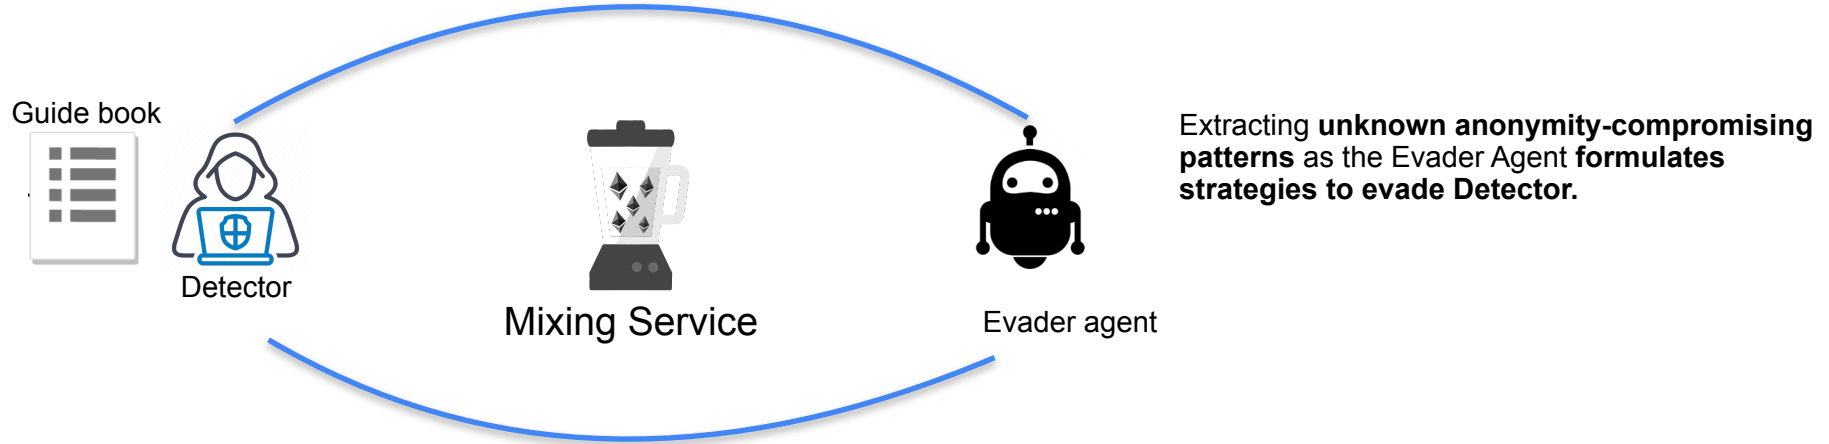 Guide book
Detector
Mixing Service
Evader agent
Extracting unknown anonymity-compromising
patterns as the Evader Agent formulates
strategies to evade Detector.